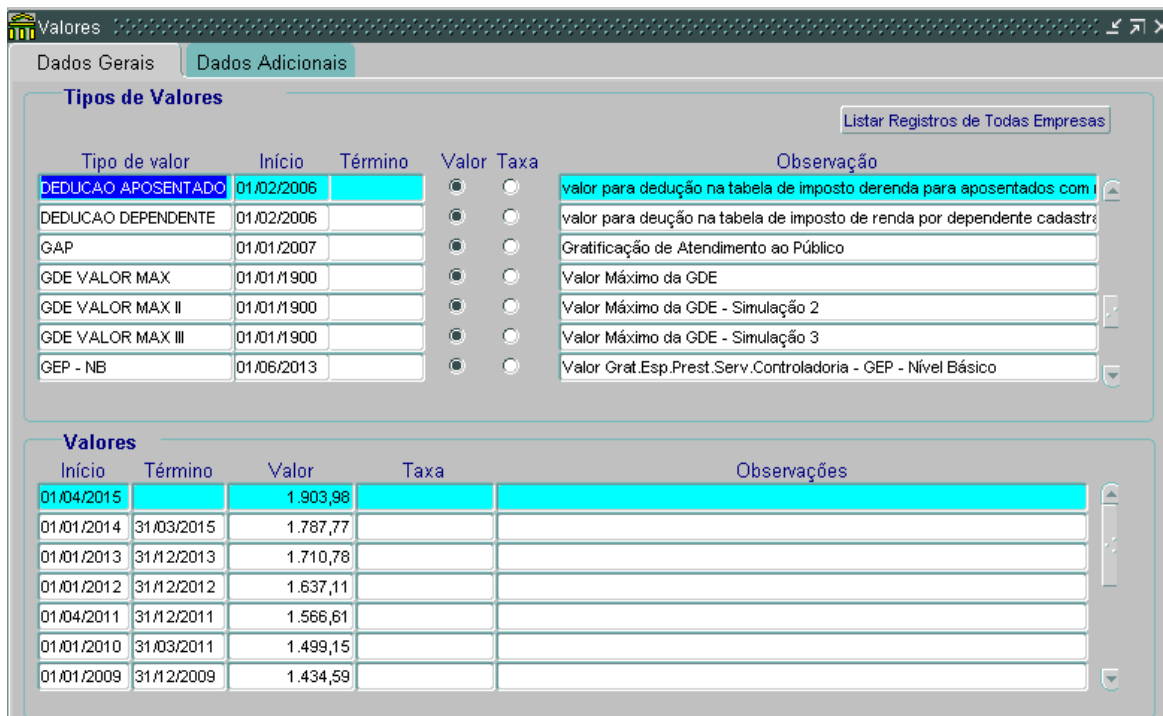 Valores
Dados Gerais Dados Adicionais
Tipos de Valores
Listar Registros de Todas Empresas
Tipo de valor Início Término Valor Taxa Observação
DEDUCAO APOSENTADO 01/02/2006 valor para dedução na tabela de imposto derenda para aposentados com
DEDUCAO DEPENDENTE 01/02/2006 valor para deução na tabela de imposto de renda por dependente cadastra
GAP 01/01/2007 Gratificação de Atendimento ao Público
GDE VALOR MAX 01/01/1900 Valor Máximo da GDE
GDE VALOR MAX II 01/01/1900 Valor Máximo da GDE - Simulação 2
GDE VALOR MAX III 01/01/1900 Valor Máximo da GDE - Simulação 3
GEP - NB 01/06/2013 Valor Grat.Esp.Prest.Serv.Controladoria - GEP - Nível Básico
Valores
Início Término Valor Taxa Observações
01/04/2015 1.903,98
01/01/2014 31/03/2015 1.787,77
01/01/2013 31/12/2013 1.710,78
01/01/2012 31/12/2012 1.637,11
01/04/2011 31/12/2011 1.566,61
01/01/2010 31/03/2011 1.499,15
01/01/2009 31/12/2009 1.434,59